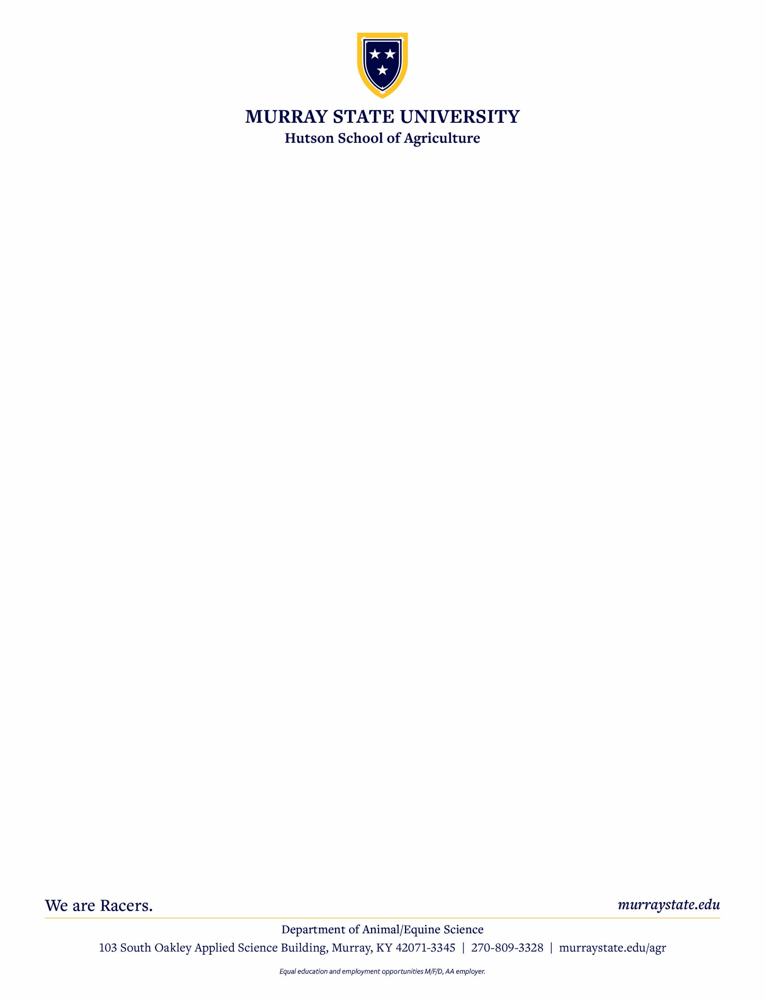 MURRAY STATE UNIVERSITY
Hutson School of Agriculture
We are Racers.
murraystate.edu
Department of Animal/Equine Science
103 South Oakley Applied Science Building, Murray, KY 42071-3345 | 270-809-3328 | murraystate.edu/agr
Equal education and employment opportunities M/F/D, AA employer.